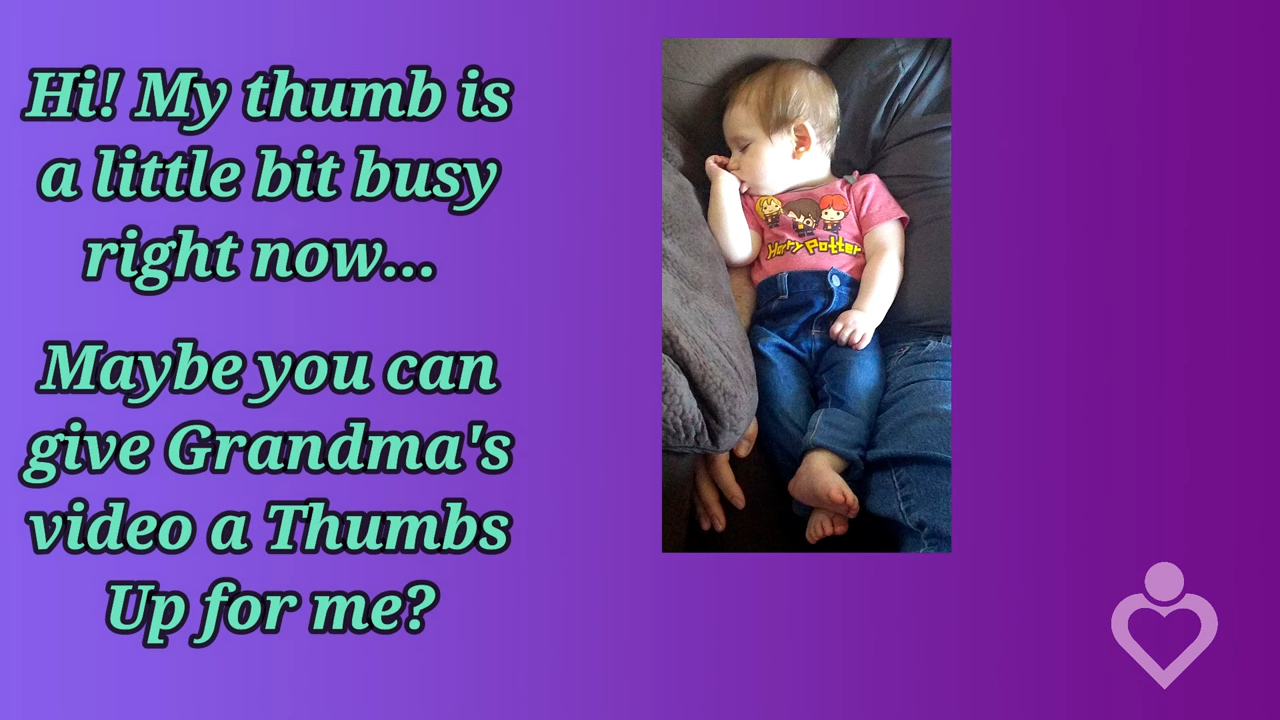 Hi! My thumb is
a little bit busy
right now...
Maybe you can
give Grandma's
video a Thumbs
Up for me?
Harry Potter